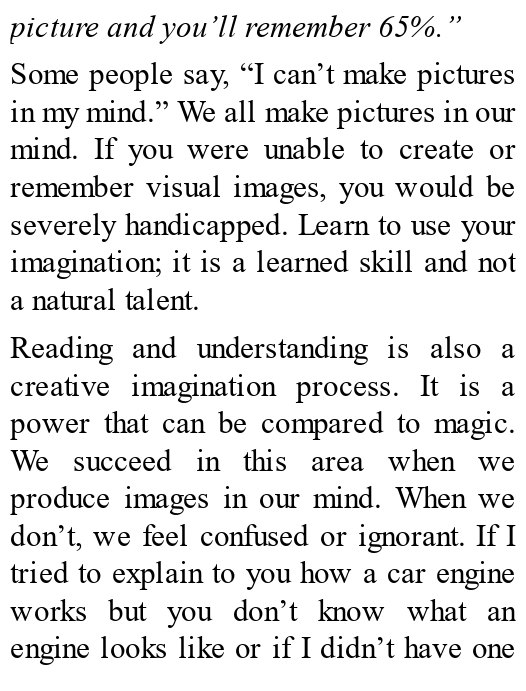 picture and you’ll remember 65%.”
Some people say, “I can’t make pictures
in my mind.” We all make pictures in our
mind. If you were unable to create or
remember visual images, you would be
severely handicapped. Learn to use your
imagination; it is a learned skill and not
a natural talent.
Reading and understanding is also a
creative imagination process. It is a
power that can be compared to magic.
We succeed in this area when we
produce images in our mind. When we
don’t, we feel confused or ignorant. If I
tried to explain to you how a car engine
works but you don’t know what an
engine looks like or if I didn’t have one